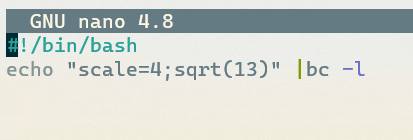 GNU nano 4.8
#!/bin/bash
echo "scale=4;sqrt(13)" |bc -l